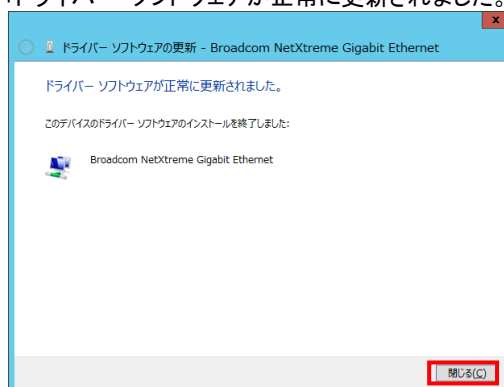 ドライバー ソフトウェアが正常に更新されました。
x
ドライバー ソフトウェアの更新 - Broadcom NetXtreme Gigabit Ethernet
ドライバー ソフトウェアが正常に更新されました。
このデバイスのドライバー ソフトウェアのインストールを終了しました:
Broadcom NetXtreme Gigabit Ethernet
閉じる(C)